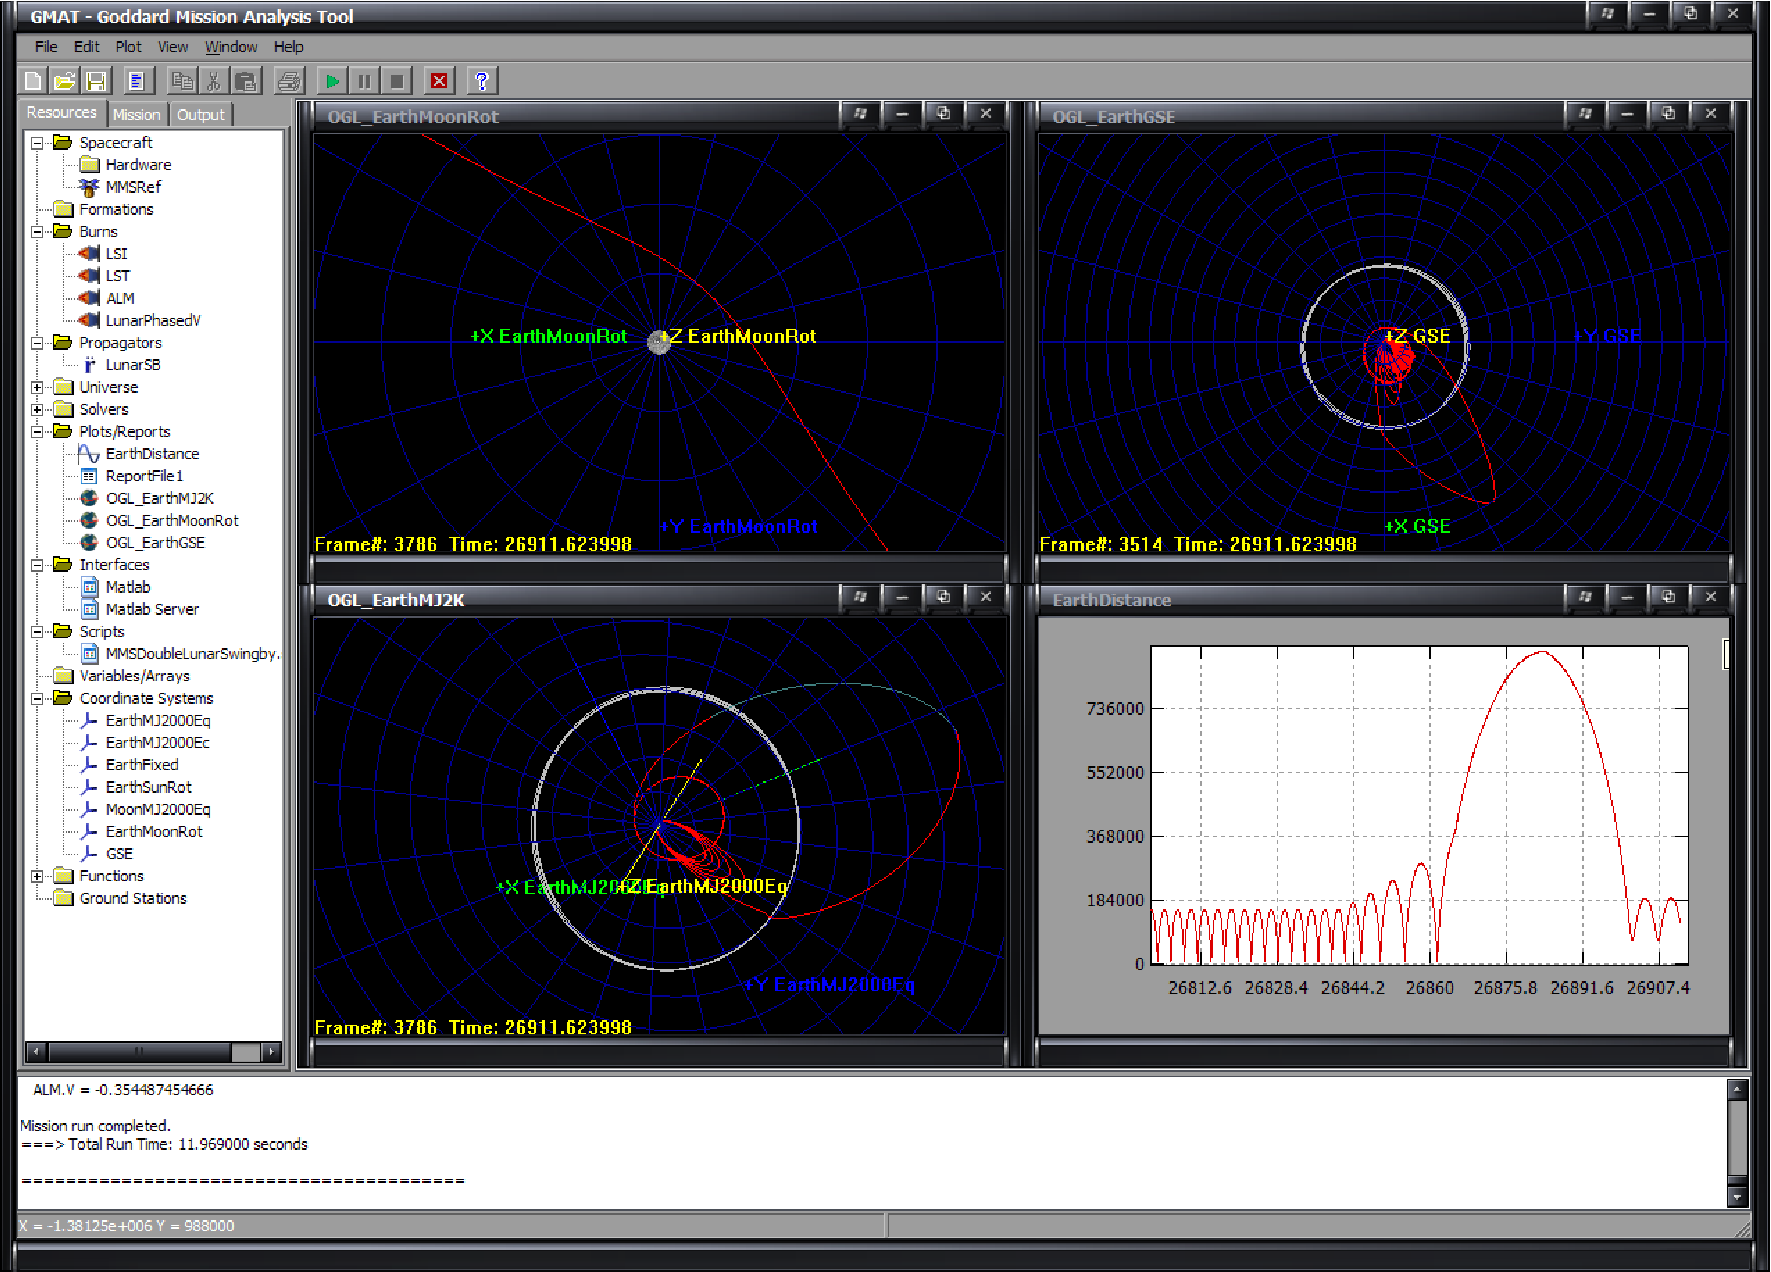 GMAT - Goddard Mission Analysis Tool
File Edit Plot View Window Help
Resources Mission Output
Spacecraft
Hardware
MMSRef
Formations
Burns
LSI
LST
ALM
LunarPhasedV
Propagators
LunarSB
Universe
Solvers
Plots/Reports
EarthDistance
ReportFile1
OGL_EarthMJ2K
OGL_EarthMoonRot
OGL_EarthGSE
Interfaces
Matlab
Matlab Server
Scripts
MMSDoubleLunarSwingby.
Variables/Arrays
Coordinate Systems
EarthMJ2000Eq
EarthMJ2000Ec
EarthFixed
EarthSunRot
MoonMJ2000Eq
EarthMoonRot
GSE
Functions
Ground Stations
OGL_EarthMoonRot
+X EarthMoonRot
+Z EarthMoonRot
+Y EarthMoonRot
Frame#: 3786 Time: 26911.623998
OGL_EarthGSE
+Z GSE
+Y GSE
+X GSE
Frame#: 3514 Time: 26911.623998
OGL_EarthMJ2K
+X EarthMJ2000Eq
+Z EarthMJ2000Eq
+Y EarthMJ2000Eq
Frame#: 3786 Time: 26911.623998
EarthDistance
736000
552000
368000
184000
0
26812.6 26828.4 26844.2 26860 26875.8 26891.6 26907.4
ALM.V = -0.354487454666
Mission run completed.
===> Total Run Time: 11.969000 seconds
========================================
X = -1.38125e+006 Y = 988000